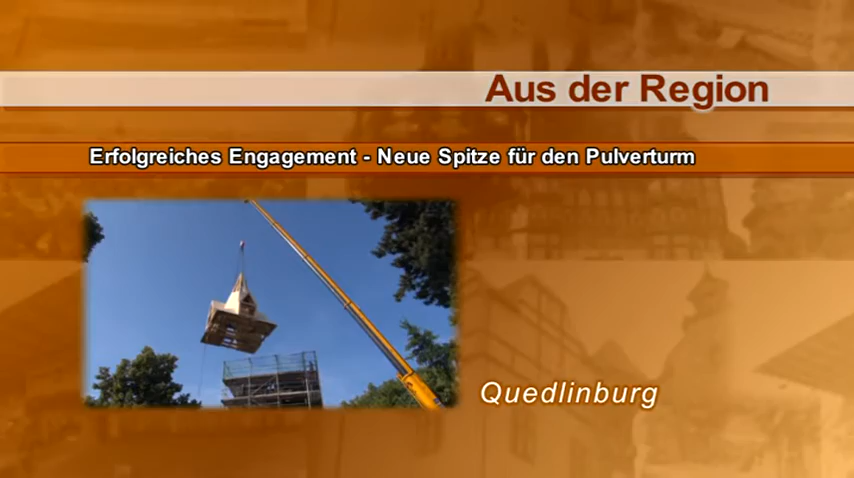 Aus der Region
Erfolgreiches Engagement - Neue Spitze für den Pulverturm
Quedlinburg